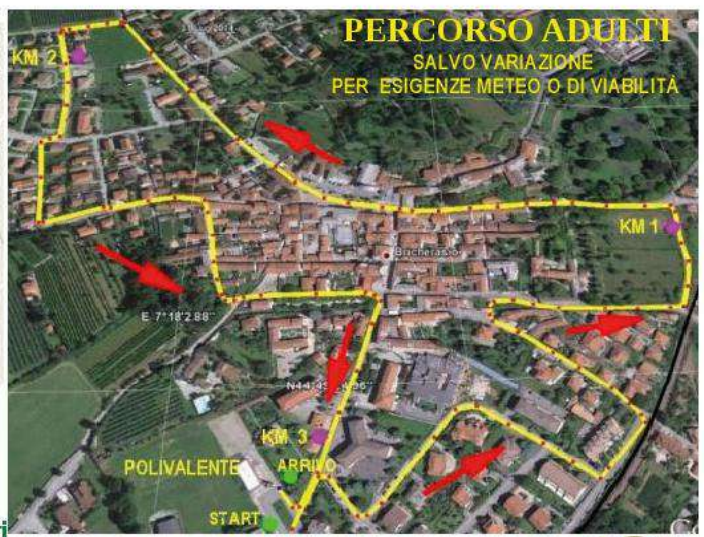 PERCORSO ADULTI
SALVO VARIAZIONE
PER ESIGENZE METEO O DI VIABILITÀ
KM 2
KM 1
Bricherasio
E 7°18'2.88"
KM 3
POLIVALENTE
ARRIVO
START